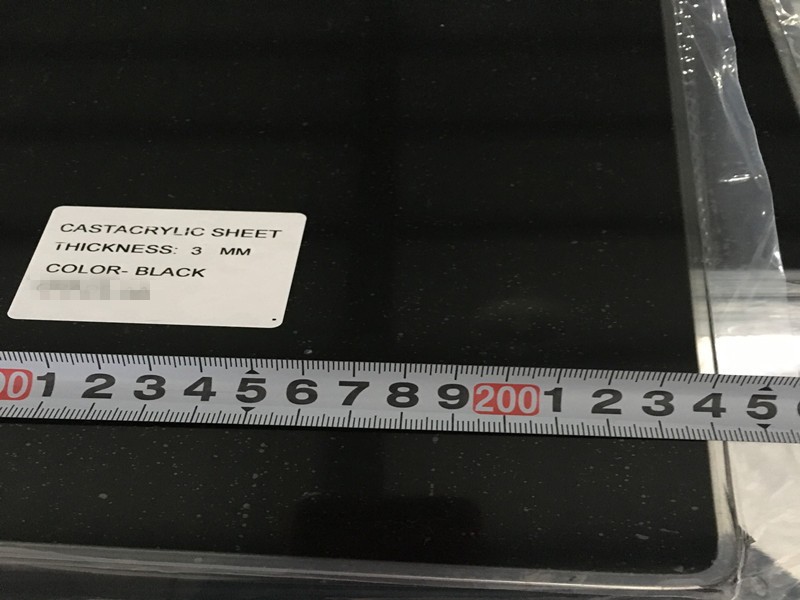 CASTACRYLIC SHEET
THICKNESS: 3 MM
COLOR- BLACK
1 2 3 4 5 6 7 8 9 200 1 2 3 4 5